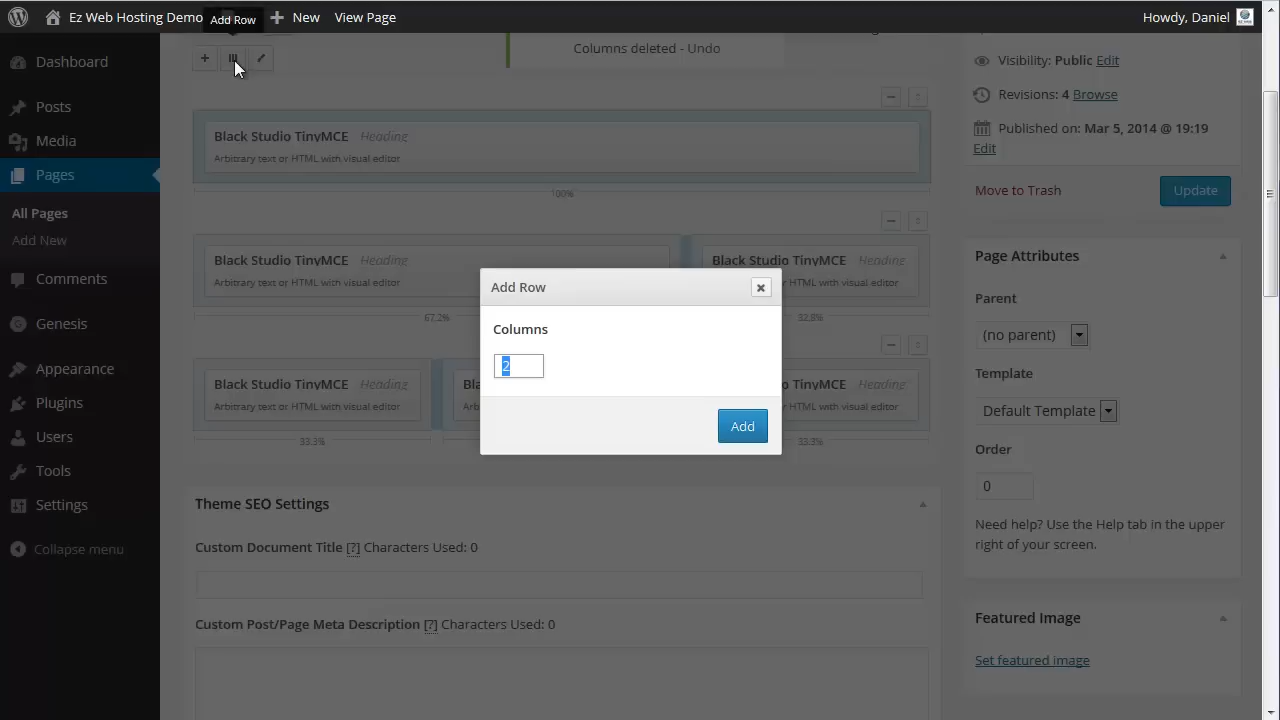 Ez Web Hosting Demo
Add Row
New
View Page
Howdy, Daniel
Dashboard
Posts
Media
Pages
All Pages
Add New
Comments
Genesis
Appearance
Plugins
Users
Tools
Settings
Collapse menu
Columns deleted - Undo
Black Studio TinyMCE Heading
Arbitrary text or HTML with visual editor
100%
Black Studio TinyMCE Heading
Arbitrary text or HTML with visual editor
67.2%
Black Studio TinyMCE Heading
HTML with visual editor
32.8%
Black Studio TinyMCE Heading
Arbitrary text or HTML with visual editor
33.3%
TinyMCE Heading
HTML with visual editor
33.3%
Add Row
Columns
2
Add
Theme SEO Settings
Custom Document Title [?] Characters Used: 0
Custom Post/Page Meta Description [?] Characters Used: 0
Visibility: Public Edit
Revisions: 4 Browse
Published on: Mar 5, 2014 @ 19:19
Edit
Move to Trash
Update
Page Attributes
Parent
(no parent)
Template
Default Template
Order
0
Need help? Use the Help tab in the upper
right of your screen.
Featured Image
Set featured image